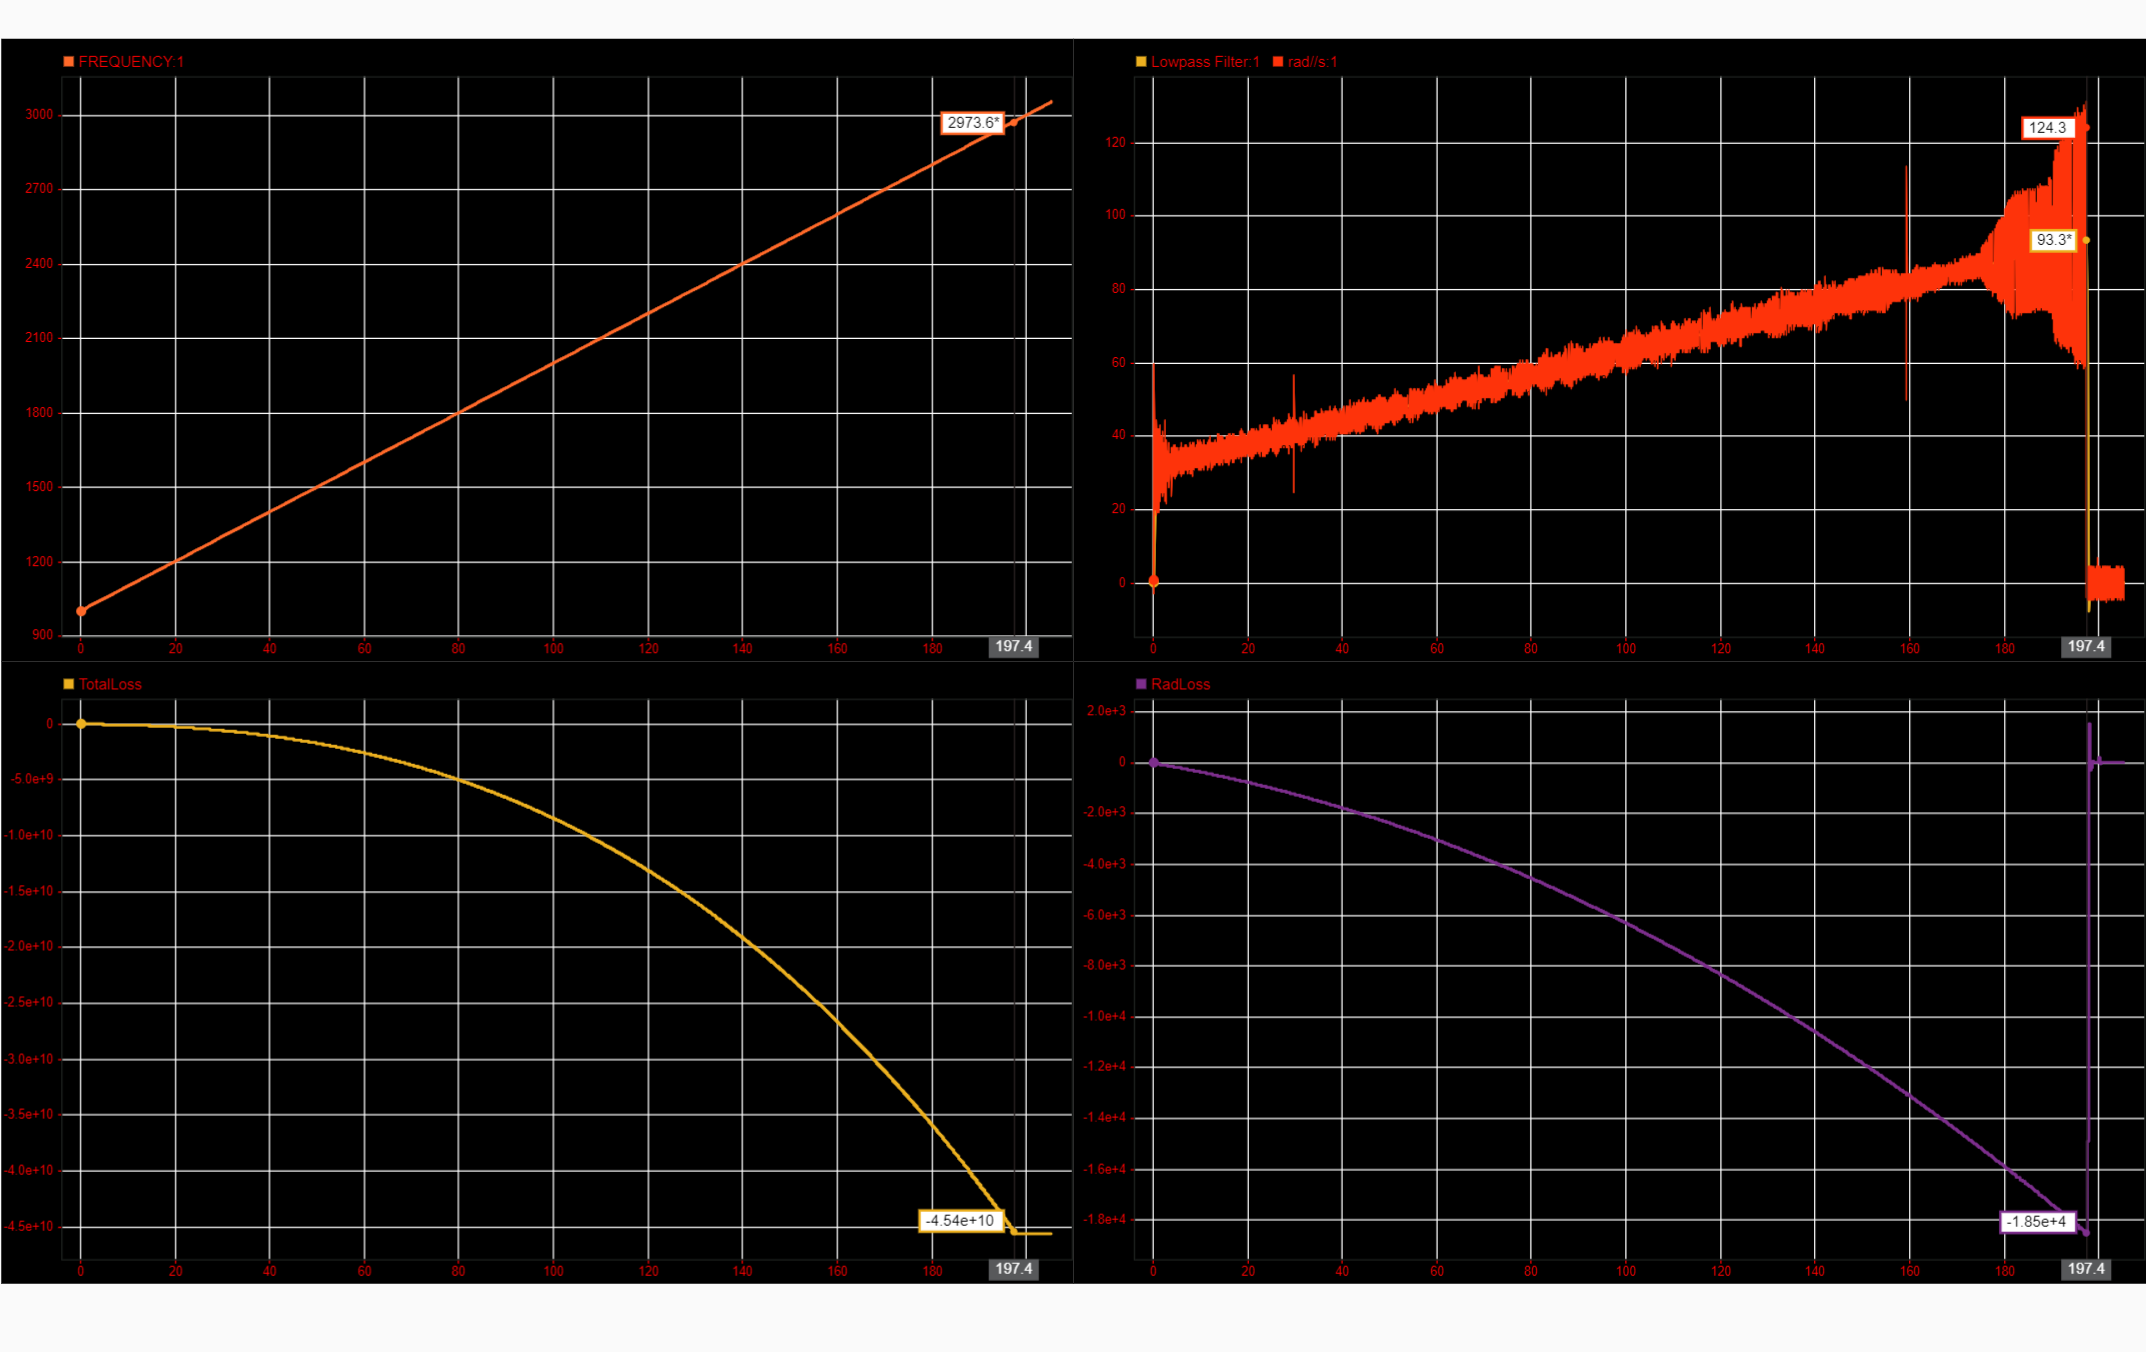 FREQUENCY:1
3000
2700
2400
2100
1800
1500
1200
900
2973.6*
0 20 40 60 80 100 120 140 160 180 197.4
Lowpass Filter:1 rad//s:1
120
100
80
60
40
20
0
124.3
93.3*
0 20 40 60 80 100 120 140 160 180 197.4
TotalLoss
0
-5.0e+9
-1.0e+10
-1.5e+10
-2.0e+10
-2.5e+10
-3.0e+10
-3.5e+10
-4.0e+10
-4.5e+10
-4.54e+10
0 20 40 60 80 100 120 140 160 180 197.4
RadLoss
2.0e+3
0
-2.0e+3
-4.0e+3
-6.0e+3
-8.0e+3
-1.0e+4
-1.2e+4
-1.4e+4
-1.6e+4
-1.8e+4
-1.85e+4
0 20 40 60 80 100 120 140 160 180 197.4